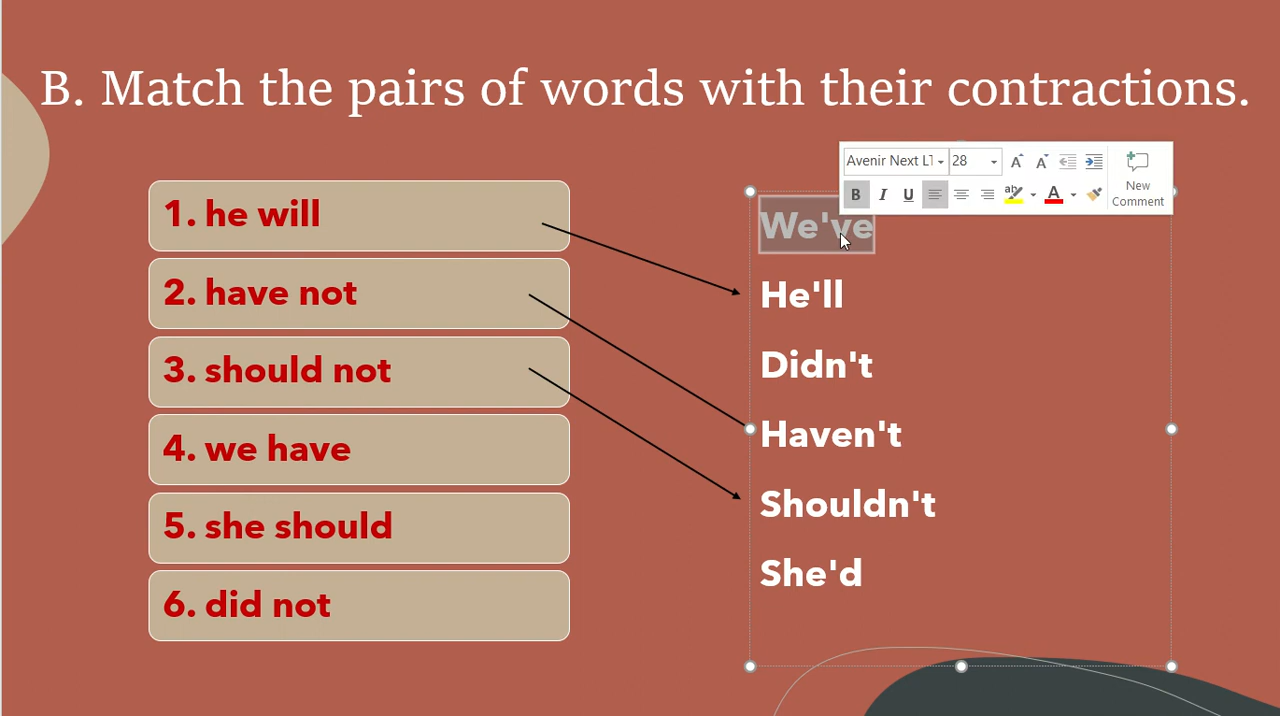 B. Match the pairs of words with their contractions.
Avenir Next LT
28
A A
New
Comment
B I U ab A
1. he will
2. have not
3. should not
4. we have
5. she should
6. did not
We've
He'll
Didn't
Haven't
Shouldn't
She'd